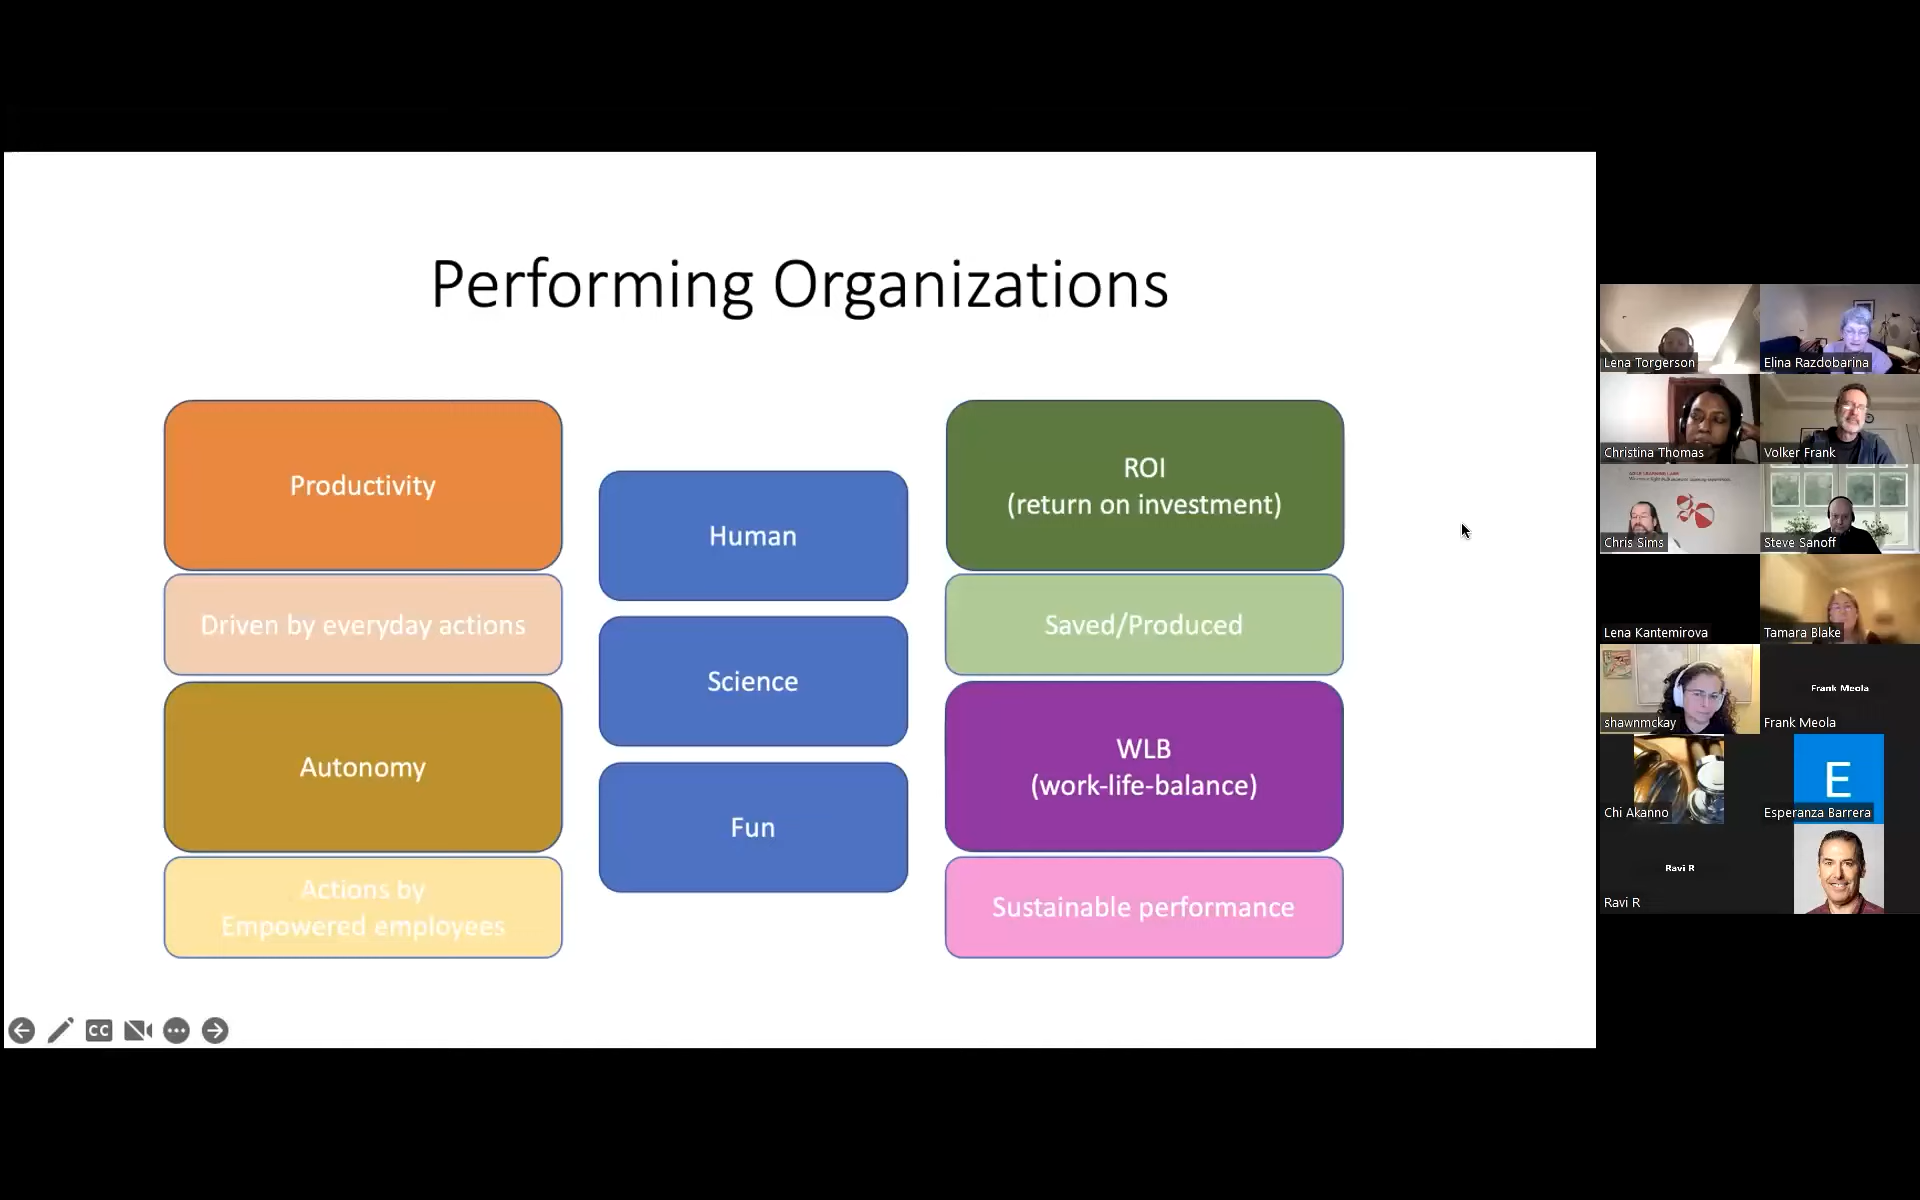 Performing Organizations
Productivity
Driven by everyday actions
Autonomy
Actions by
Empowered employees
Human
Science
Fun
ROI
(return on investment)
Saved/Produced
WLB
(work-life-balance)
Sustainable performance
CC
Lena Torgerson
Elina Razdobarina
Christina Thomas
Volker Frank
Chris Sims
Steve Sanoff
Lena Kantemirova
Tamara Blake
shawnmckay
Frank Meola
Frank Meola
Chi Akanno
E
Esperanza Barrera
Ravi R
Ravi R